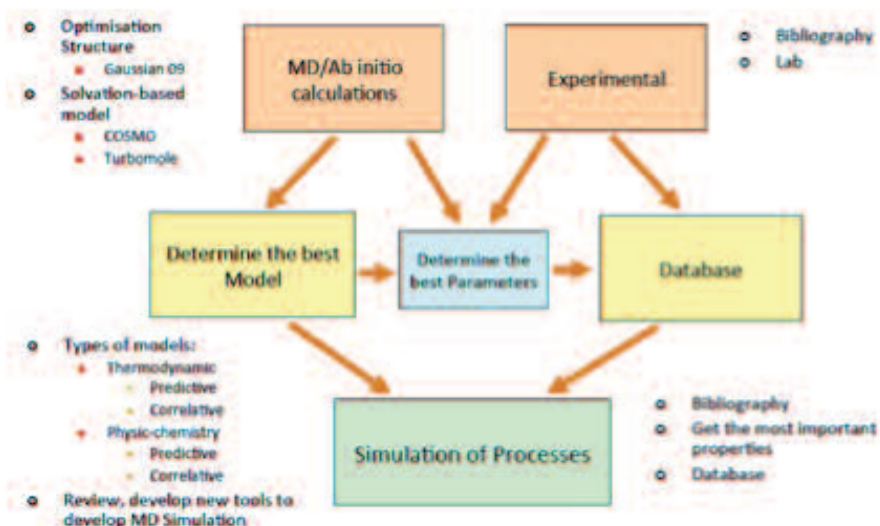 Optimisation
Structure
Gaussian 09
Solvation-based
model
COSMO
Turbomole
MD/Ab initio
calculations
Experimental
Bibliography
Lab
Determine the best
Model
Determine the
best Parameters
Database
Types of models:
Thermodynamic
Predictive
Correlative
Physic-chemistry
Predictive
Correlative
Review, develop new tools to
develop MD Simulation
Simulation of Processes
Bibliography
Get the most important
properties
Database